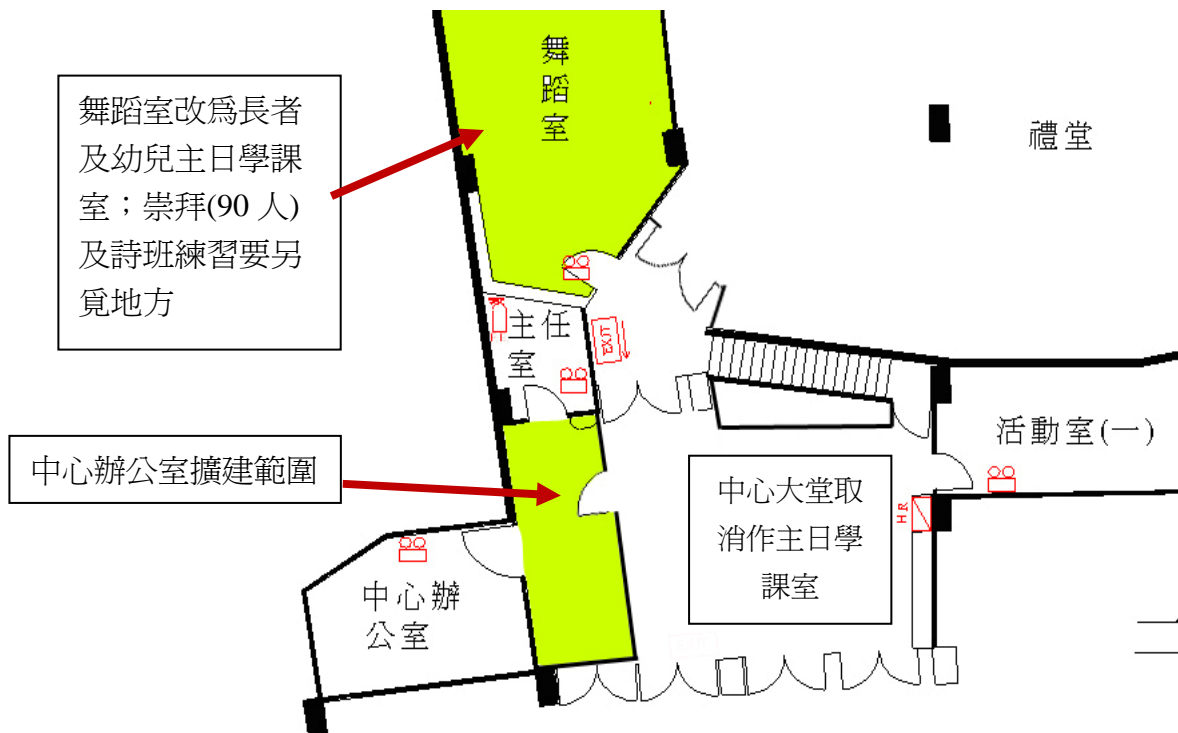 舞蹈室
舞蹈室改爲長者
及幼兒主日學課
室；崇拜(90 人)
及詩班練習要另
覓地方
禮堂
主任
室
EXIT
活動室(一)
中心辦公室擴建範圍
中心大堂取
消作主日學
課室
H.R
中心辦
公室